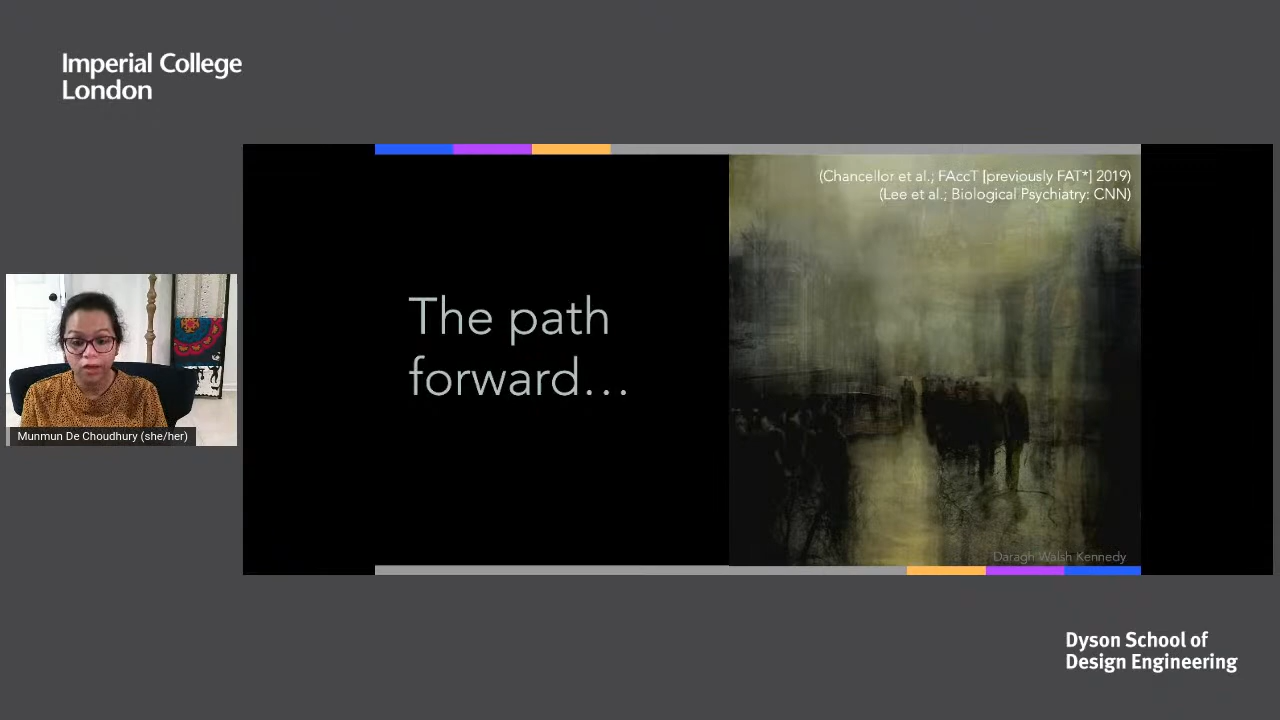 Imperial College
London
(Chancellor et al.; FAccT [previously FAT*] 2019)
(Lee et al.; Biological Psychiatry: CNN)
The path
forward…
Munmun De Choudhury (she/her)
Daragh Walsh Kennedy
Dyson School of
Design Engineering